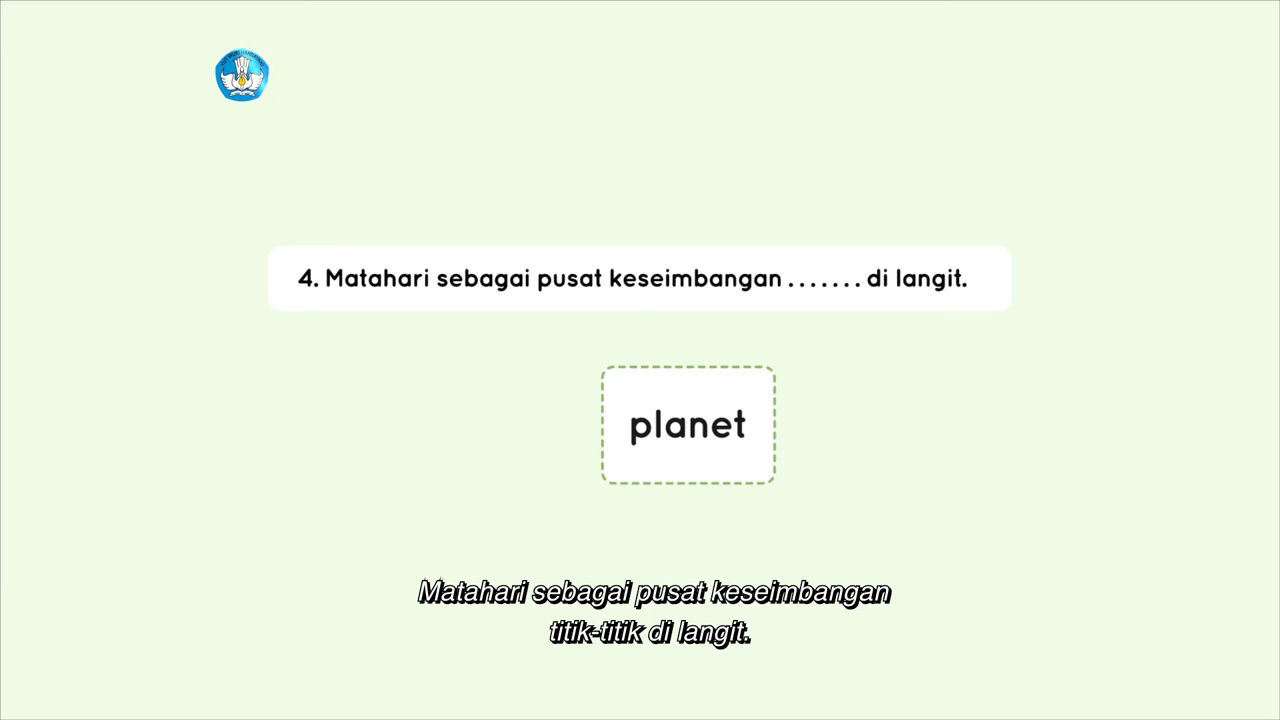 4. Matahari sebagai pusat keseimbangan ....... di langit.
planet
Matahari sebagai pusat keseimbangan
titik-titik di langit.